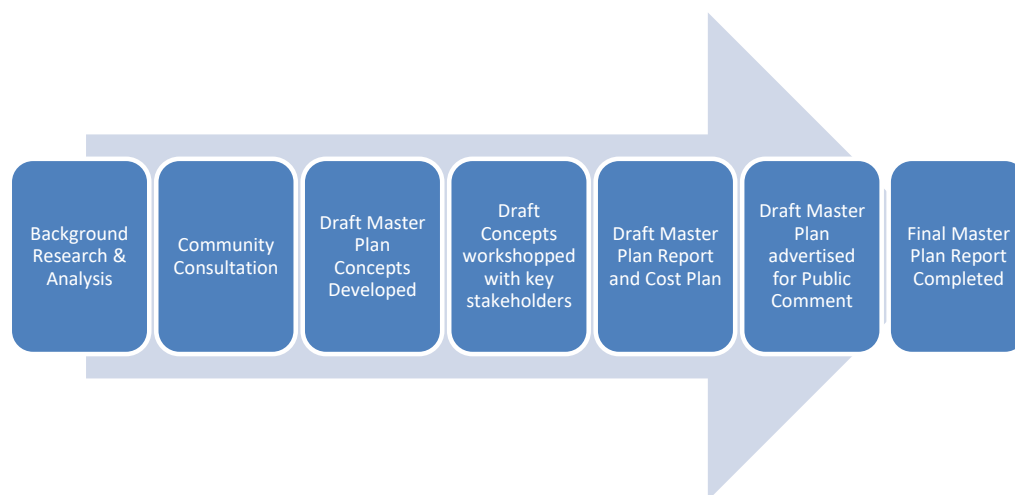 Background
Research &
Analysis
Community
Consultation
Draft Master
Plan
Concepts
Developed
Draft
Concepts
workshopped
with key
stakeholders
Draft Master
Plan Report
and Cost Plan
Draft Master
Plan
advertised
for Public
Comment
Final Master
Plan Report
Completed